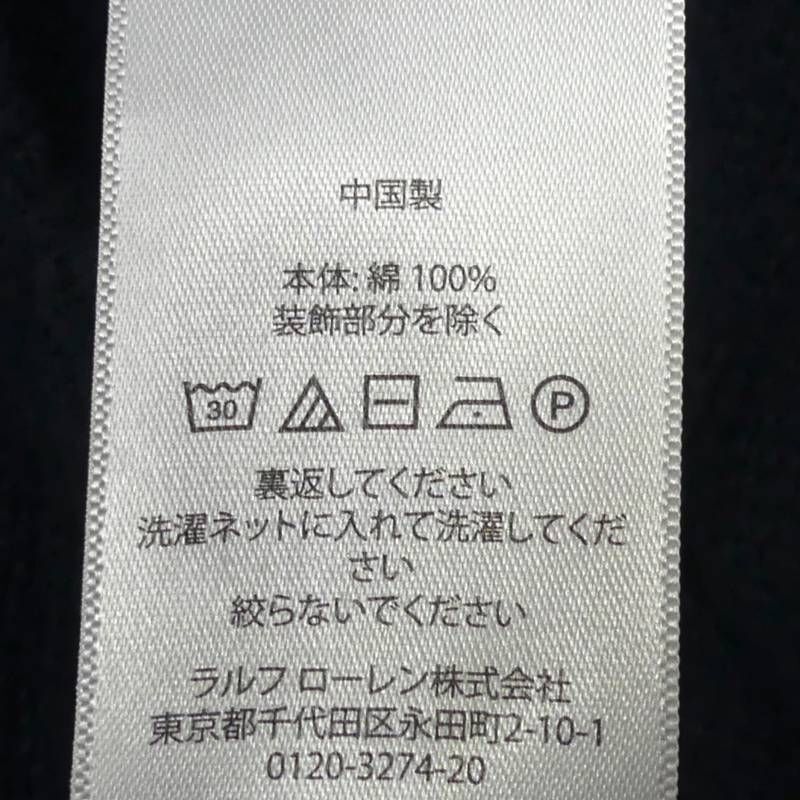 中国製
本体: 綿 100%
装飾部分を除く
30
P
裏返してください
洗濯ネットに入れて洗濯してくだ
さい
絞らないでください
ラルフ ローレン株式会社
東京都千代田区永田町2-10-1
0120-3274-20